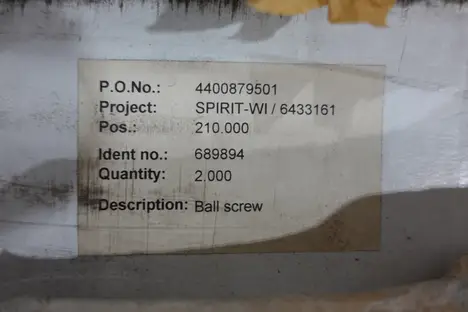 P.O.No.: 4400879501
Project: SPIRIT-WI / 6433161
Pos.: 210.000
Ident no.: 689894
Quantity: 2,000
Description: Ball screw